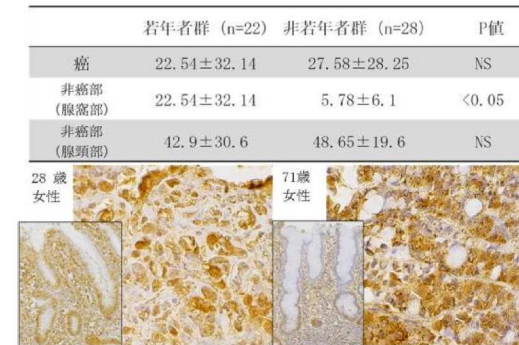 若年者群 (n=22) 非若年者群 (n=28) P値
癌 22.54±32.14 27.58±28.25 NS
非癌部
(腺窩部) 22.54±32.14 5.78±6.1 <0.05
非癌部
(腺頸部) 42.9±30.6 48.65±19.6 NS
28 歳
女性
71歳
女性